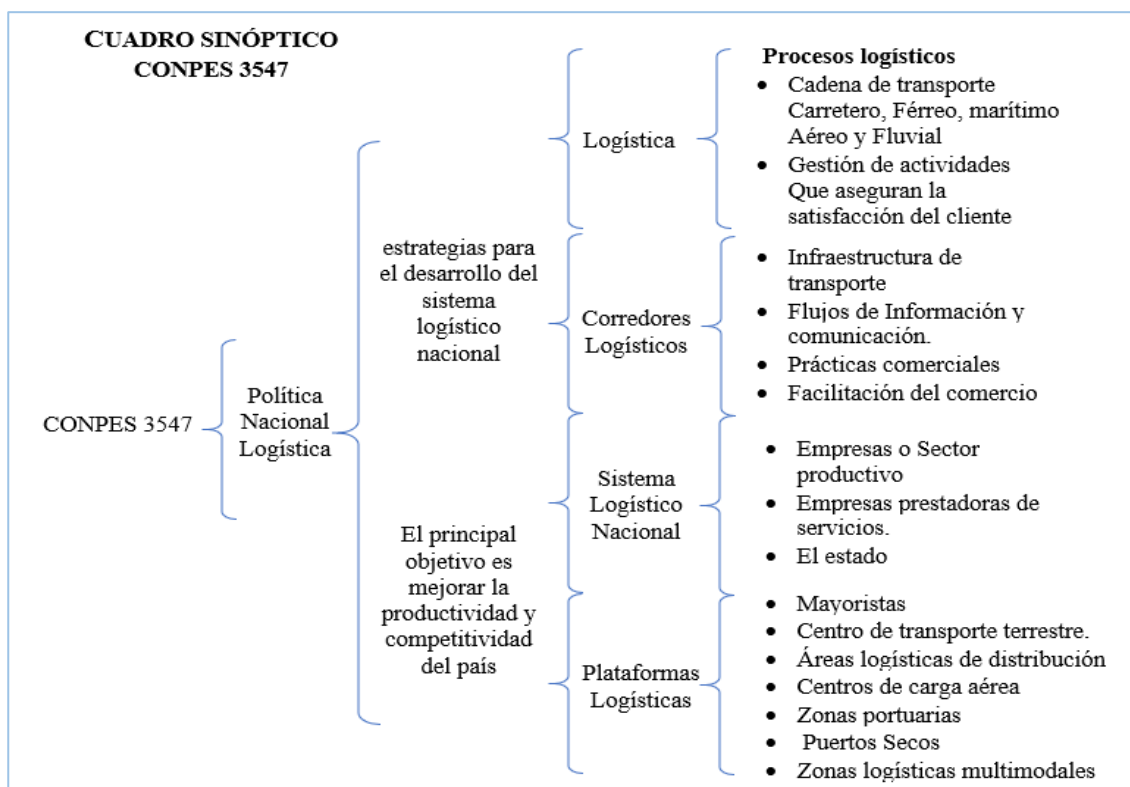 CUADRO SINÓPTICO
CONPES 3547
CONPES 3547
Política
Nacional
Logística
estrategias para
el desarrollo del
sistema
logístico
nacional
El principal
objetivo es
mejorar la
productividad y
competitividad
del país
Logística
Procesos logísticos
• Cadena de transporte
Carretero, Férreo, marítimo
Aéreo y Fluvial
• Gestión de actividades
Que aseguran la
satisfacción del cliente
Corredores
Logísticos
• Infraestructura de
transporte
• Flujos de Información y
comunicación.
• Prácticas comerciales
• Facilitación del comercio
Sistema
Logístico
Nacional
• Empresas o Sector
productivo
• Empresas prestadoras de
servicios.
• El estado
Plataformas
Logísticas
• Mayoristas
• Centro de transporte terrestre.
• Áreas logísticas de distribución
• Centros de carga aérea
• Zonas portuarias
• Puertos Secos
• Zonas logísticas multimodales